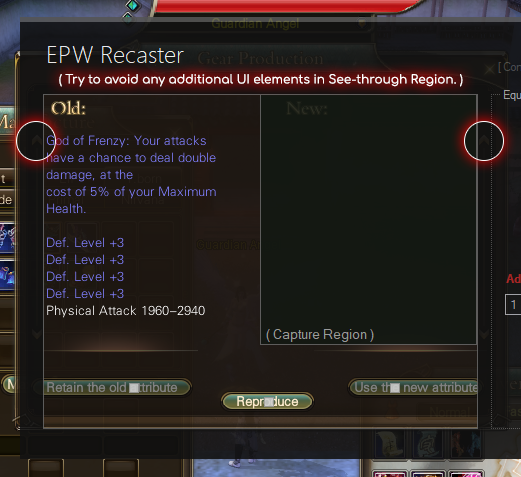 Guardian Angel
EPW Recaster
Gear Production
( Try to avoid any additional UI elements in See-through Region. )
[ Con
Equ
Old:
New:
Ma
God of Frenzy: Your attacks
have a chance to deal double
damage, at the
cost of 5% of your Maximum
Health.
t
de
Def. Level +3
Def. Level +3
Def. Level +3
Def. Level +3
Physical Attack 1960–2940
Ad
1
( Capture Region )
M
Retain the old attribute
Use the new attribute
Reproduce